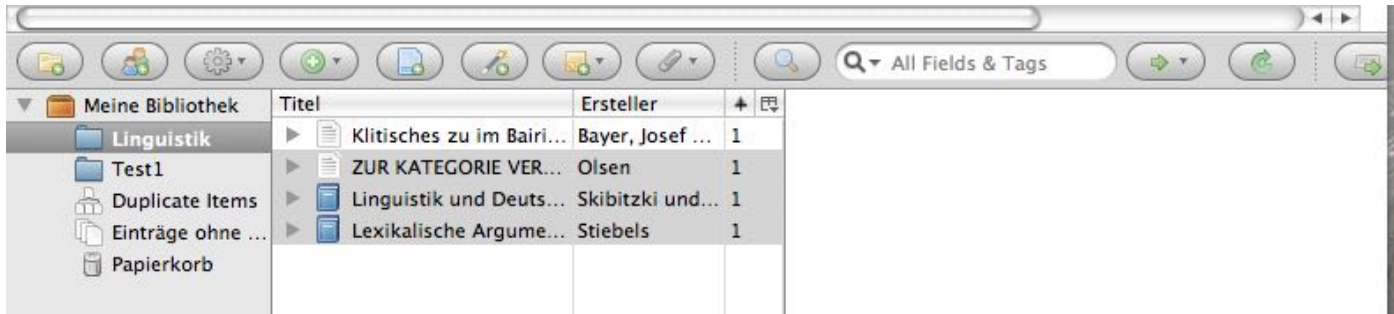 All Fields & Tags
Meine Bibliothek
Linguistik
Test1
Duplicate Items
Einträge ohne ...
Papierkorb
Titel Ersteller
Klitisches zu im Bairi... Bayer, Josef ... 1
ZUR KATEGORIE VER... Olsen 1
Linguistik und Deuts... Skibitzki und... 1
Lexikalische Argume... Stiebels 1